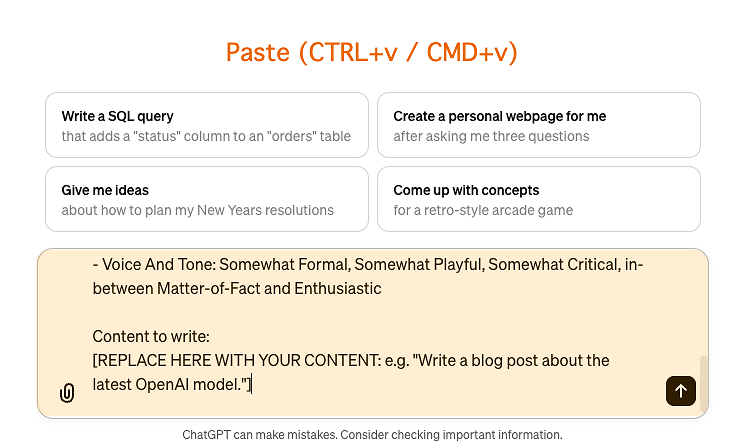 Paste (CTRL+v / CMD+v)
Write a SQL query
that adds a "status" column to an "orders" table
Create a personal webpage for me
after asking me three questions
Give me ideas
about how to plan my New Years resolutions
Come up with concepts
for a retro-style arcade game
- Voice And Tone: Somewhat Formal, Somewhat Playful, Somewhat Critical, in-
between Matter-of-Fact and Enthusiastic
Content to write:
[REPLACE HERE WITH YOUR CONTENT: e.g. "Write a blog post about the
latest OpenAI model."]
ChatGPT can make mistakes. Consider checking important information.